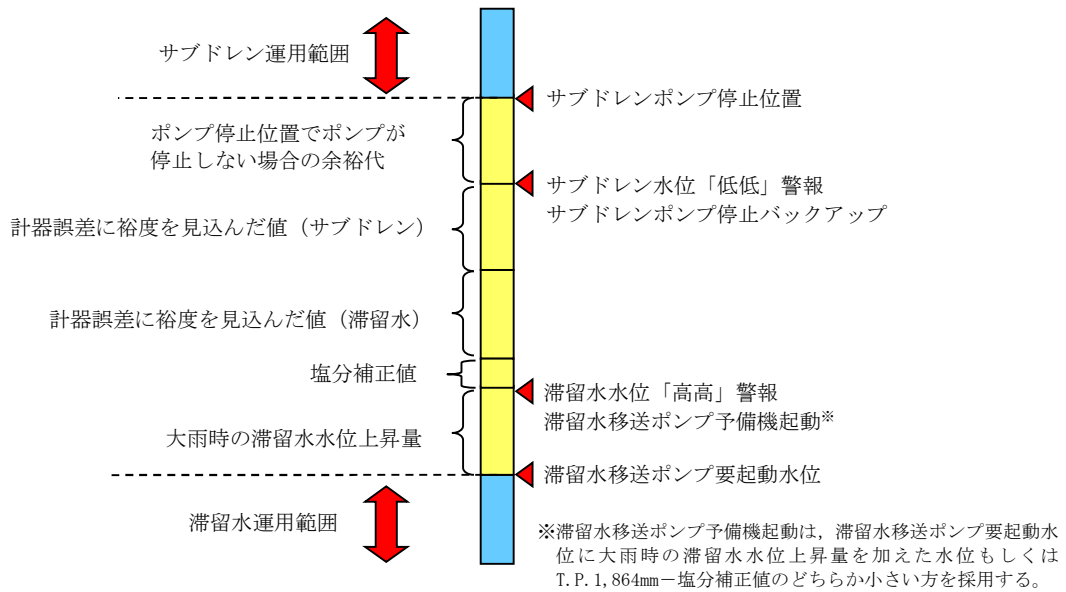 サブドレン運用範囲
サブドレンポンプ停止位置
ポンプ停止位置でポンプが
停止しない場合の余裕代
サブドレン水位「低低」警報
サブドレンポンプ停止バックアップ
計器誤差に裕度を見込んだ値（サブドレン）
計器誤差に裕度を見込んだ値（滞留水）
塩分補正値
滞留水水位「高高」警報
滞留水移送ポンプ予備機起動※
大雨時の滞留水水位上昇量
滞留水移送ポンプ要起動水位
滞留水運用範囲
※滞留水移送ポンプ予備機起動は，滞留水移送ポンプ要起動水
位に大雨時の滞留水水位上昇量を加えた水位もしくは
T.P.1,864mm－塩分補正値のどちらか小さい方を採用する。